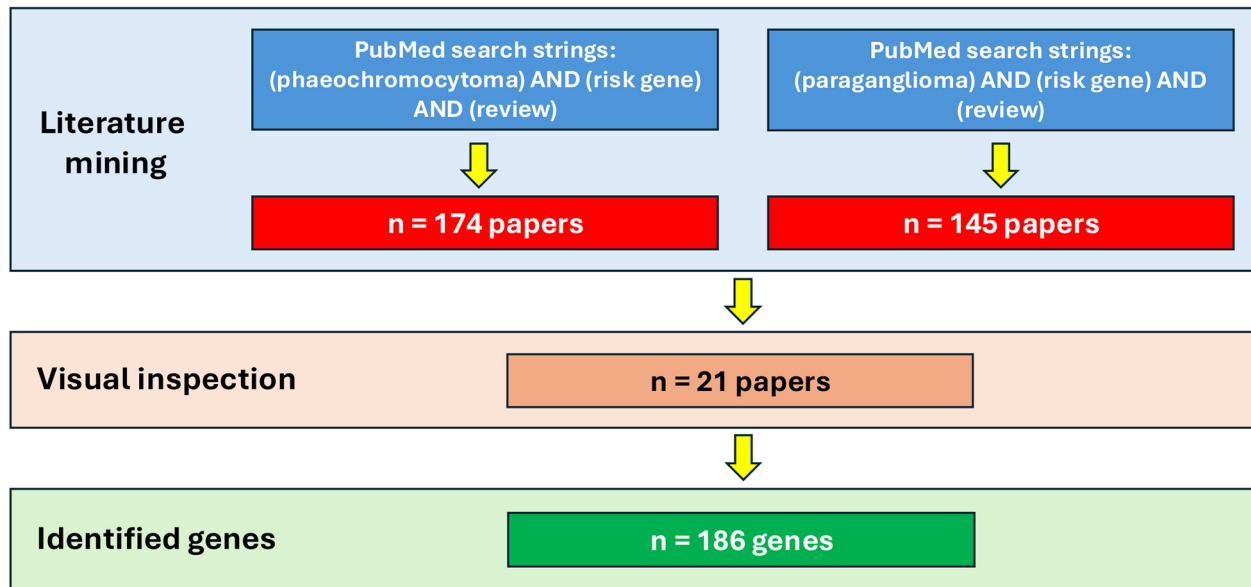 Literature
mining
PubMed search strings:
(phaeochromocytoma) AND (risk gene)
AND (review)
PubMed search strings:
(paraganglioma) AND (risk gene) AND
(review)
n = 174 papers
n = 145 papers
Visual inspection
n = 21 papers
Identified genes
n = 186 genes